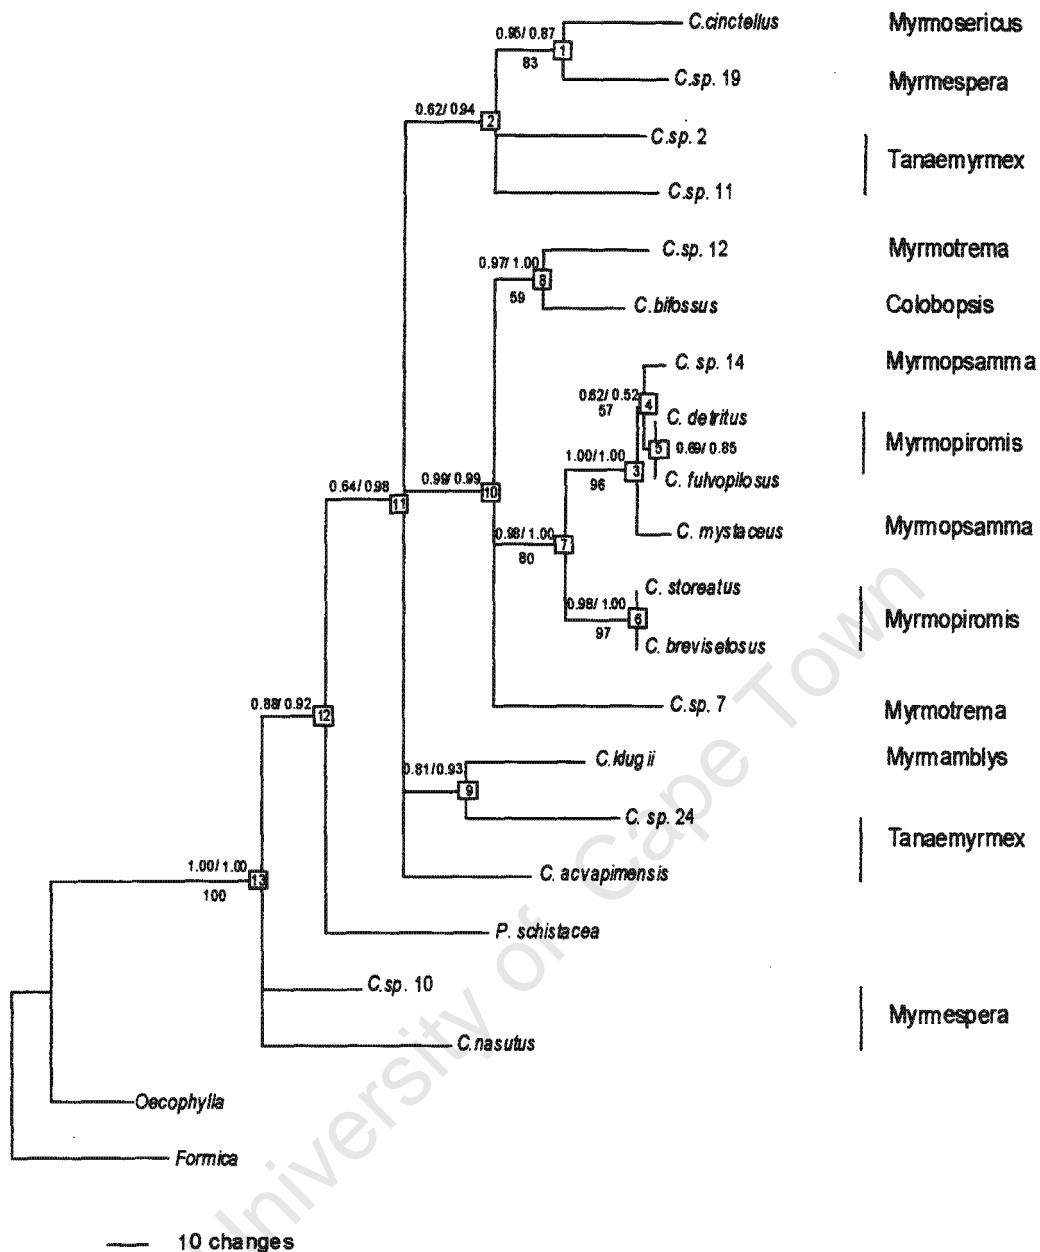 C.cinctellus Myrmosericus
0.95/ 0.87
1
83
C.sp. 19 Myrmespera
0.62/ 0.94
2
C.sp. 2
Tanaemyrmex
C.sp. 11
C.sp. 12 Myrmotrema
0.97/ 1.00
8
59
C.bifossus Colobopsis
C. sp. 14 Myrmopsamma
0.62/ 0.52
57
4
C. detritus
Myrmopiromis
5 0.69/ 0.85
1.00/1.00
3
96
C. fulvopilosus
0.99/ 0.99
10
0.64/ 0.98
11
C. mystaceus Myrmopsamma
0.98/ 1.00
7
80
C. storeatus
0.98/ 1.00
6
97
Myrmopiromis
C. brevisetosus
C.sp. 7 Myrmotrema
0.88/ 0.92
12
C.klugii Myrmamblys
0.81/ 0.93
9
C. sp. 24
Tanaemyrmex
C. acvapimensis
1.00/ 1.00
13
100
P. schistacea
C.sp. 10
Myrmespera
C.nasutus
Oecophylla
Formica
10 changes
University of Cape Town